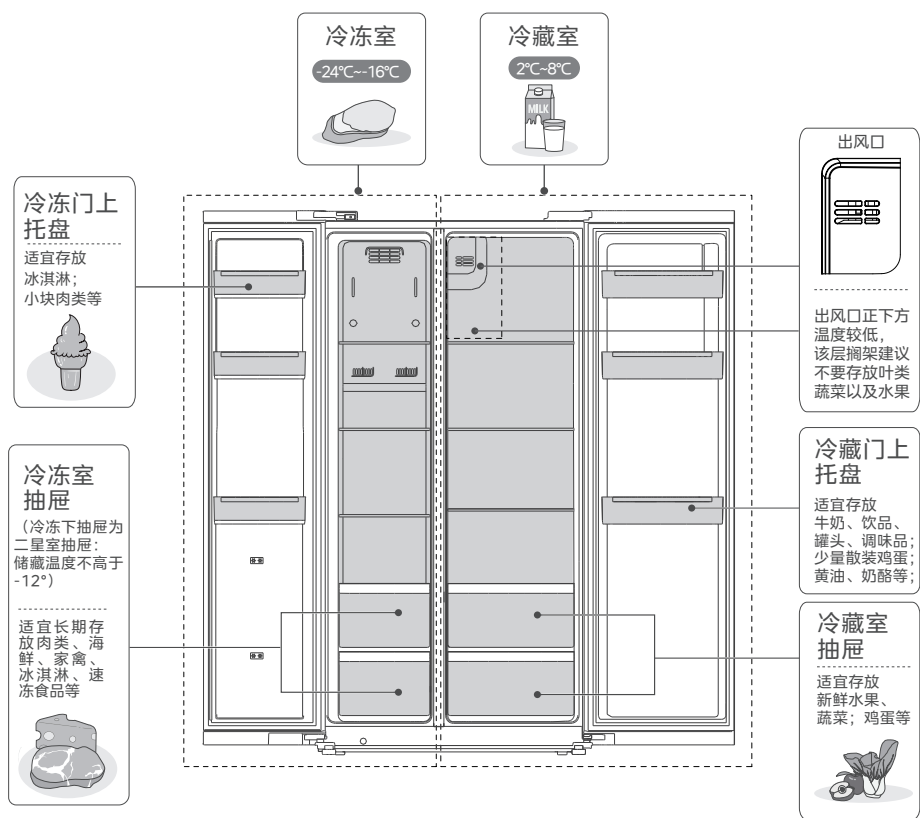 冷冻室
-24℃~-16℃
冷藏室
2℃~8℃
MILK
冷冻门上
托盘
适宜存放
冰淇淋；
小块肉类等
冷冻室
抽屉
（冷冻下抽屉为
二星室抽屉：
储藏温度不高于
-12°）
适宜长期存
放肉类、海
鲜、家禽、
冰淇淋、速
冻食品等
出风口
出风口正下方
温度较低，
该层搁架建议
不要存放叶类
蔬菜以及水果
冷藏门上
托盘
适宜存放
牛奶、饮品、
罐头、调味品；
少量散装鸡蛋；
黄油、奶酪等；
冷藏室
抽屉
适宜存放
新鲜水果、
蔬菜；鸡蛋等